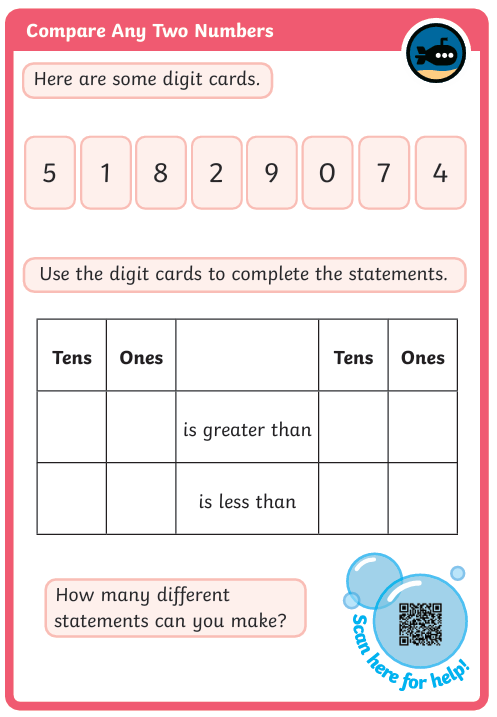 Compare Any Two Numbers
Here are some digit cards.
5 1 8 2 9 0 7 4
Use the digit cards to complete the statements.
Tens Ones Tens Ones
is greater than
is less than
How many different
statements can you make?
Scan here for help!